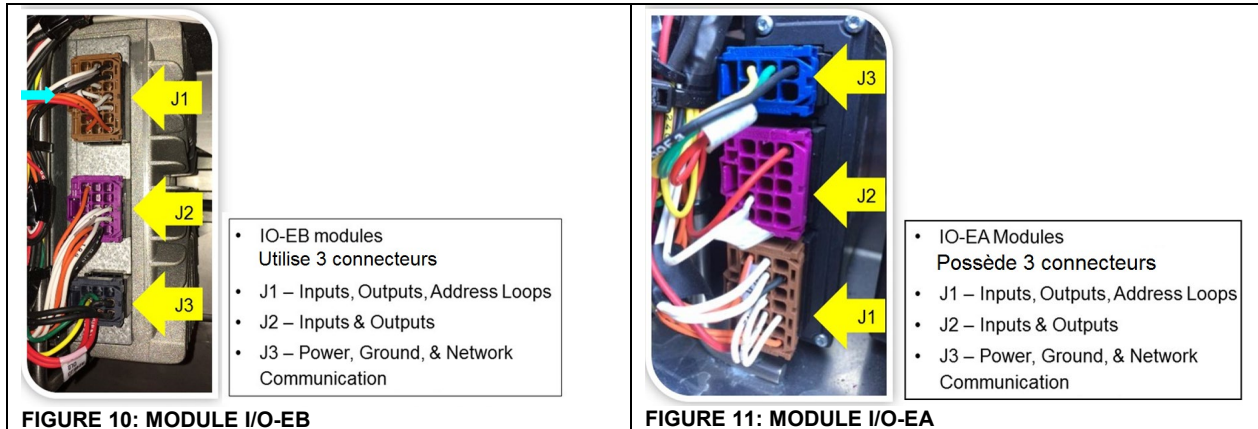 J1
J2
J3
• IO-EB modules
Utilise 3 connecteurs
• J1 – Inputs, Outputs, Address Loops
• J2 – Inputs & Outputs
• J3 – Power, Ground, & Network
Communication
FIGURE 10: MODULE I/O-EB
J3
J2
J1
• IO-EA Modules
Possède 3 connecteurs
• J1 – Inputs, Outputs, Address Loops
• J2 – Inputs & Outputs
• J3 – Power, Ground, & Network
Communication
FIGURE 11: MODULE I/O-EA